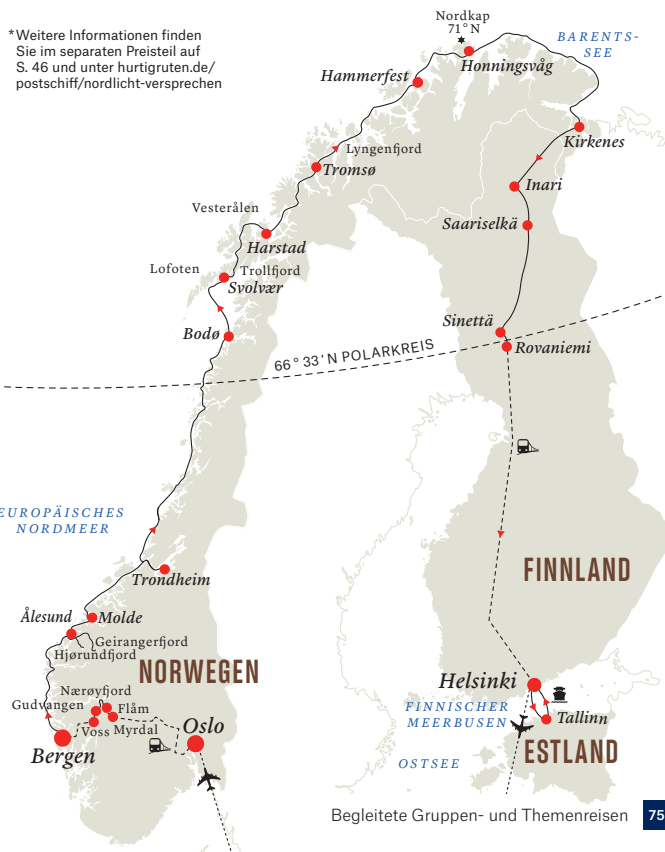 *Weitere Informationen finden
Sie im separaten Preisteil auf
S. 46 und unter hurtigruten.de/
postschiff/nordlicht-versprechen
Nordkap
71° N
BARENTS-
SEE
Honningsvåg
Hammerfest
Kirkenes
Lyngenfjord
Tromsø
Inari
Vesterålen
Saariselkä
Harstad
Lofoten
Trollfjord
Svolvær
Sinettä
Bodø
Rovaniemi
66° 33' N POLARKREIS
EUROPÄISCHES
NORDMEER
Trondheim
FINNLAND
Ålesund
Molde
Geirangerfjord
Hjørundfjord
NORWEGEN
Helsinki
Nærøyfjord
Gudvangen
Flåm
FINNISCHER
MEERBUSEN
Tallinn
Voss
Myrdal
Oslo
Bergen
OSTSEE
ESTLAND
Begleitete Gruppen- und Themenreisen
75